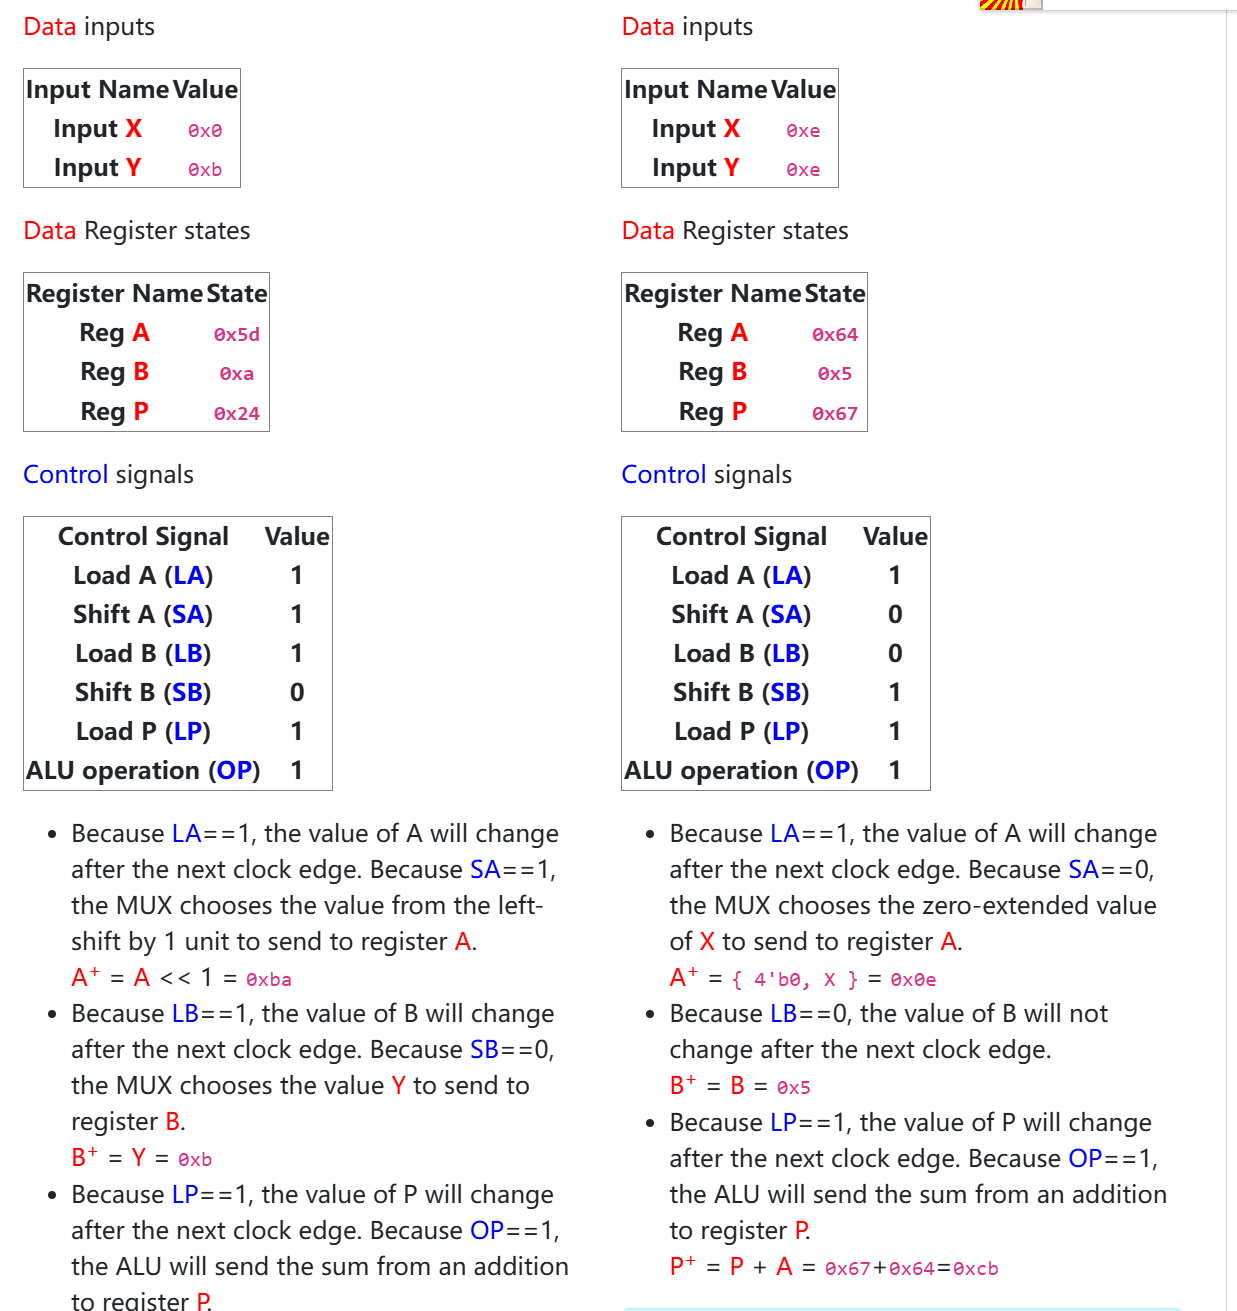 Data inputs
Input Name Value
Input X 0x0
Input Y 0xb
Data Register states
Register Name State
Reg A 0x5d
Reg B 0xa
Reg P 0x24
Control signals
Control Signal Value
Load A (LA) 1
Shift A (SA) 1
Load B (LB) 1
Shift B (SB) 0
Load P (LP) 1
ALU operation (OP) 1
• Because LA==1, the value of A will change
after the next clock edge. Because SA==1,
the MUX chooses the value from the left-
shift by 1 unit to send to register A.
A⁺ = A << 1 = 0xba
• Because LB==1, the value of B will change
after the next clock edge. Because SB==0,
the MUX chooses the value Y to send to
register B.
B⁺ = Y = 0xb
• Because LP==1, the value of P will change
after the next clock edge. Because OP==1,
the ALU will send the sum from an addition
to register P.
Data inputs
Input Name Value
Input X 0xe
Input Y 0xe
Data Register states
Register Name State
Reg A 0x64
Reg B 0x5
Reg P 0x67
Control signals
Control Signal Value
Load A (LA) 1
Shift A (SA) 0
Load B (LB) 0
Shift B (SB) 1
Load P (LP) 1
ALU operation (OP) 1
• Because LA==1, the value of A will change
after the next clock edge. Because SA==0,
the MUX chooses the zero-extended value
of X to send to register A.
A⁺ = { 4'b0, X } = 0x0e
• Because LB==0, the value of B will not
change after the next clock edge.
B⁺ = B = 0x5
• Because LP==1, the value of P will change
after the next clock edge. Because OP==1,
the ALU will send the sum from an addition
to register P.
P⁺ = P + A = 0x67+0x64=0xcb